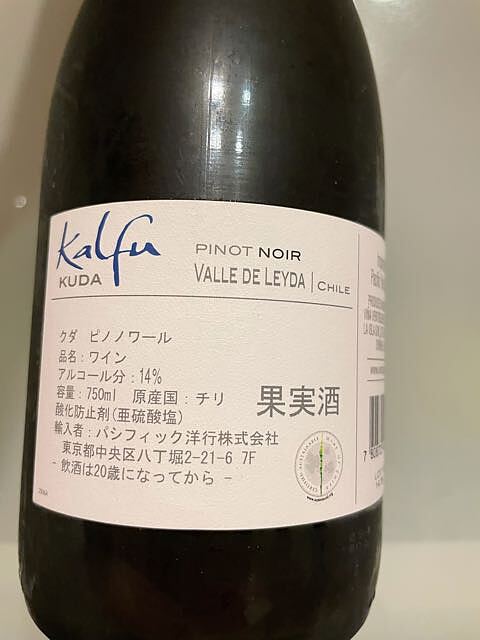 Kalfu
KUDA
PINOT NOIR
VALLE DE LEYDA | CHILE
クダ ピノノワール
品名：ワイン
アルコール分：14%
容量：750ml 原産国：チリ
酸化防止剤(亜硫酸塩)
輸入者：パシフィック洋行株式会社
東京都中央区八丁堀2-21-6 7F
- 飲酒は20歳になってから -
果実酒